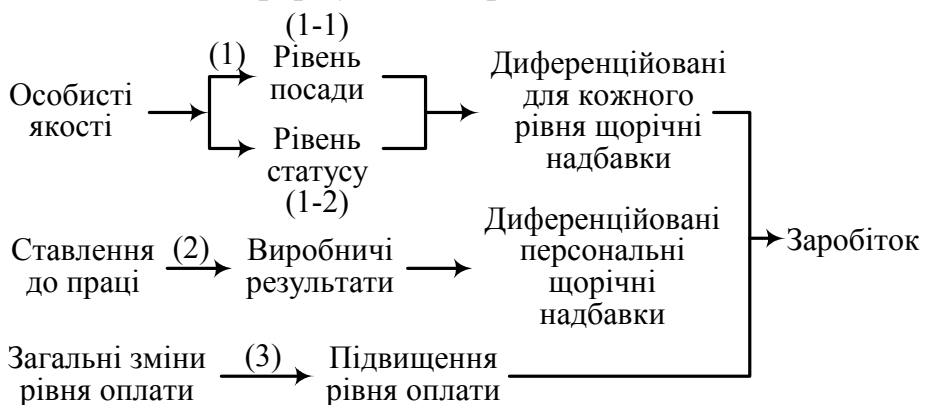 Особисті
якості
(1)
(1-1)
Рівень
посади
Рівень
статусу
(1-2)
Диференційовані
для кожного
рівня щорічні
надбавки
Ставлення
до праці
(2)
Виробничі
результати
Диференційовані
персональні
щорічні
надбавки
Заробіток
Загальні зміни
рівня оплати
(3)
Підвищення
рівня оплати